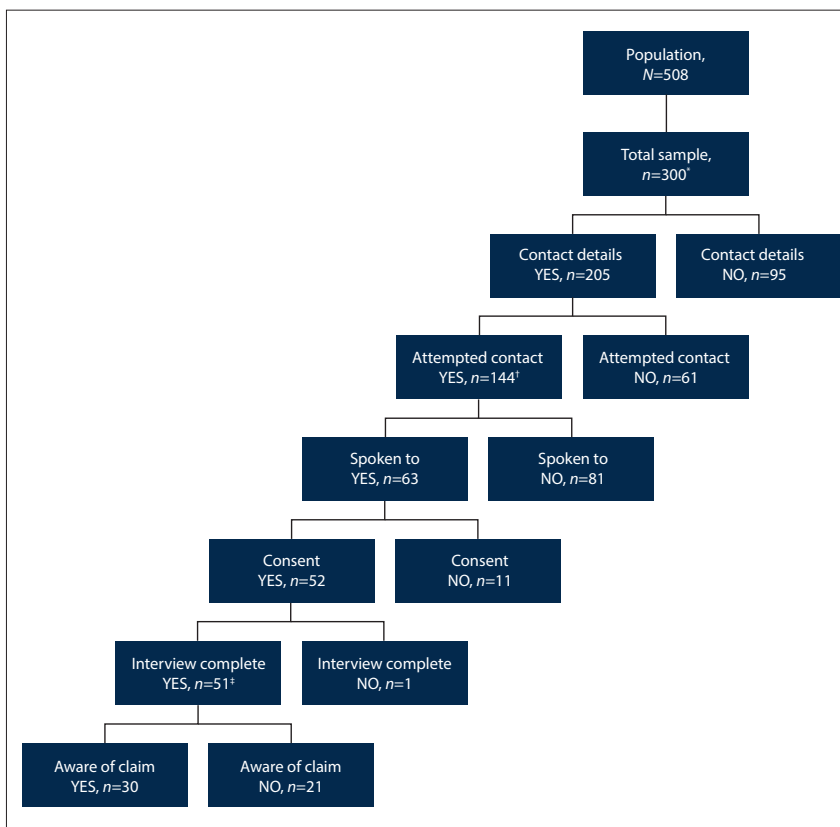 Population,
N=508
Total sample,
n=300*
Contact details
YES, n=205
Contact details
NO, n=95
Attempted contact
YES, n=144†
Attempted contact
NO, n=61
Spoken to
YES, n=63
Spoken to
NO, n=81
Consent
YES, n=52
Consent
NO, n=11
Interview complete
YES, n=51‡
Interview complete
NO, n=1
Aware of claim
YES, n=30
Aware of claim
NO, n=21